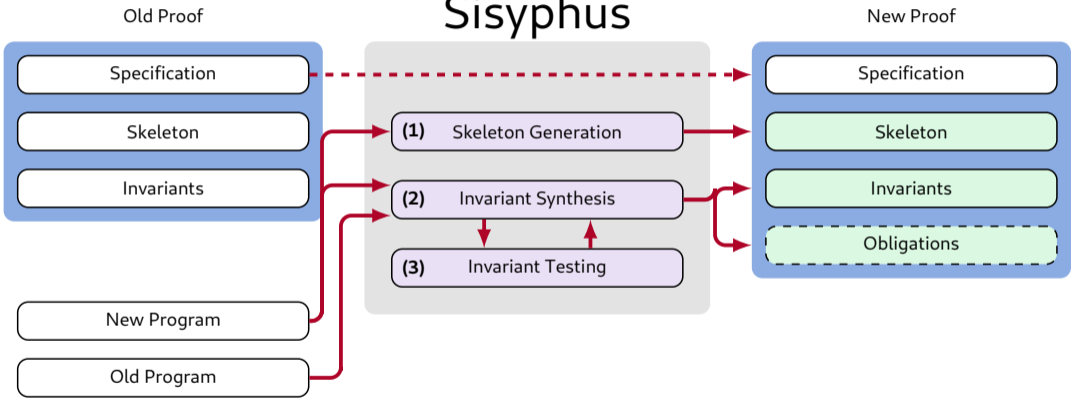 Sisyphus
Old Proof
New Proof
Specification
Skeleton
Invariants
New Program
Old Program
(1) Skeleton Generation
(2) Invariant Synthesis
(3) Invariant Testing
Specification
Skeleton
Invariants
Obligations